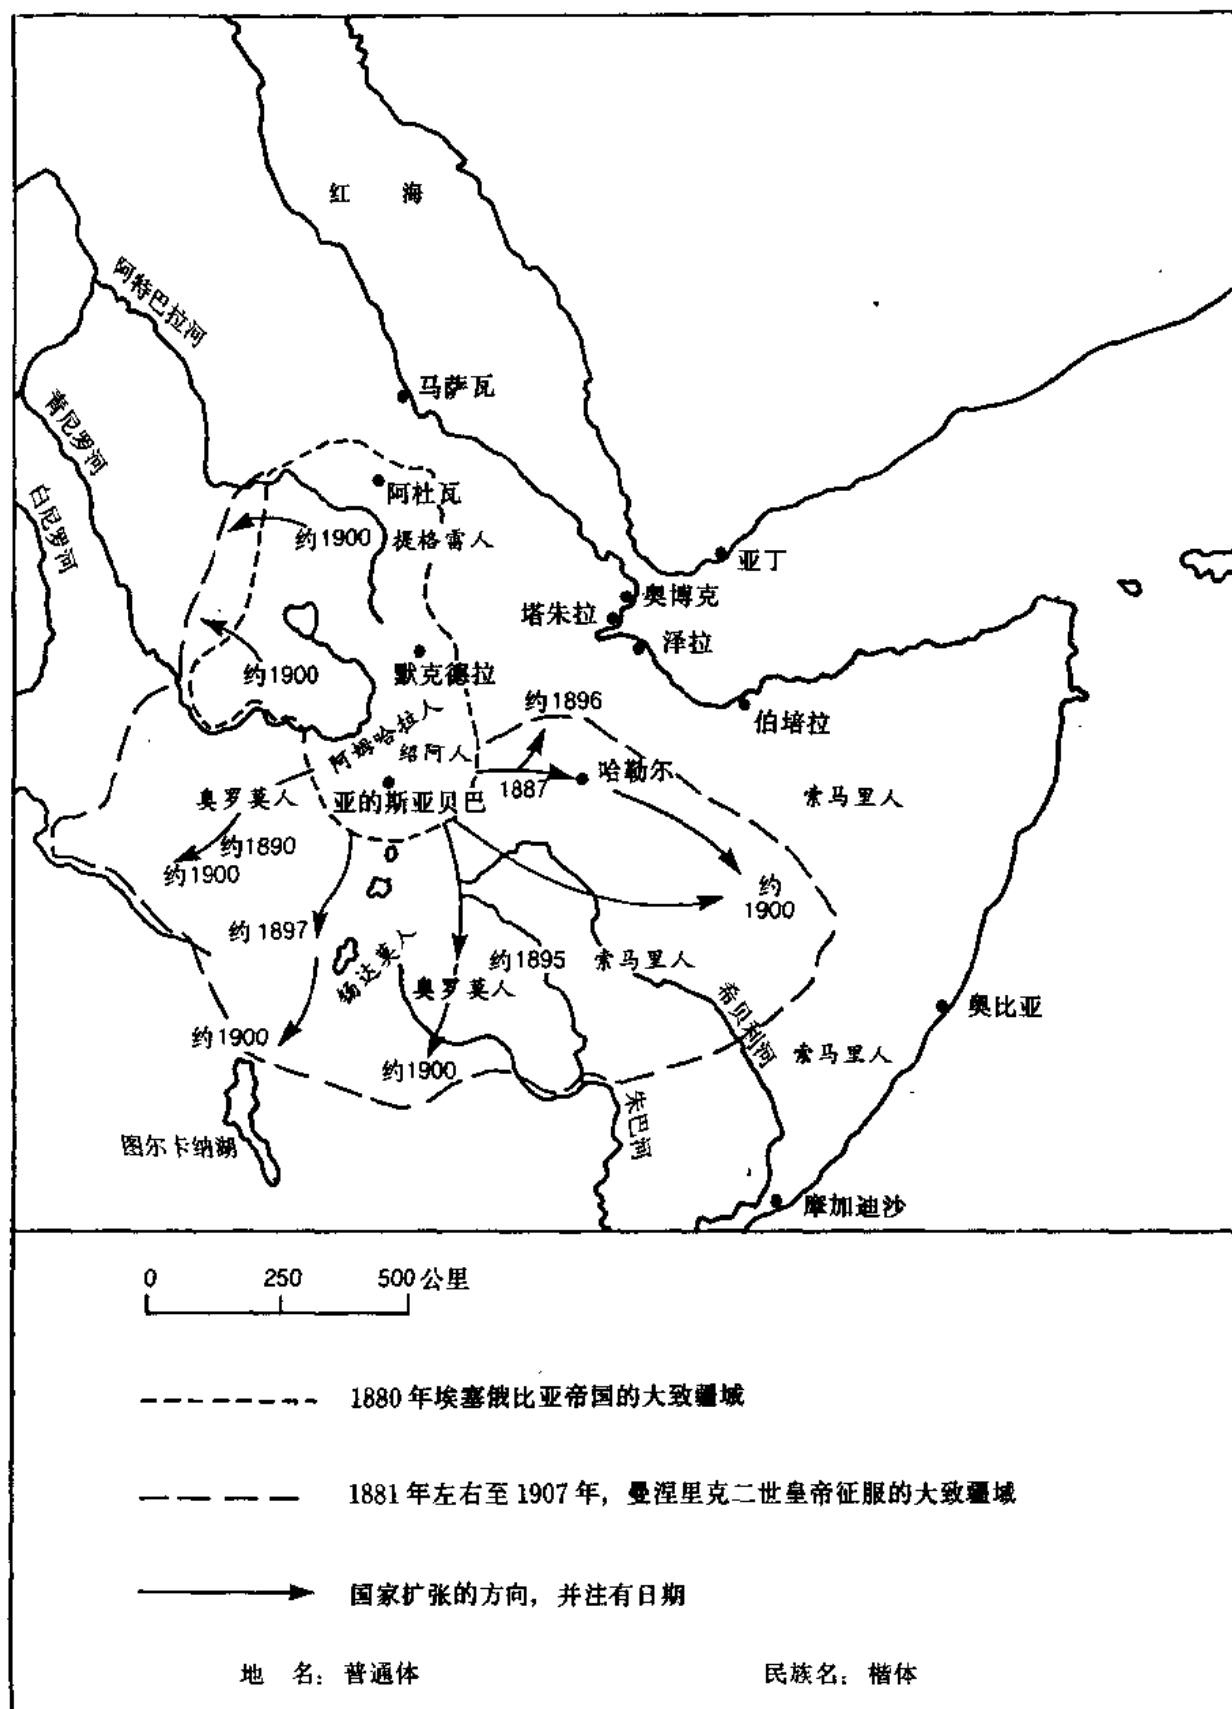 红 海
阿特巴拉河
马萨瓦
青尼罗河
白尼罗河
阿杜瓦
约1900
提格雷人
亚丁
奥博克
塔朱拉
泽拉
默克德拉
约1900
约1896
伯培拉
阿姆哈拉人
绍阿人
哈勒尔
1887
奥罗莫人
亚的斯亚贝巴
索马里人
约1890
约1900
约
1900
约1897
锡达莫人
约1895
索马里人
奥罗莫人
希贝利河
奥比亚
约1900
索马里人
约1900
朱巴河
图尔卡纳湖
摩加迪沙
0 250 500公里
1880年埃塞俄比亚帝国的大致疆域
1881年左右至1907年，曼涅里克二世皇帝征服的大致疆域
国家扩张的方向，并注有日期
地 名：普通体 民族名：楷体